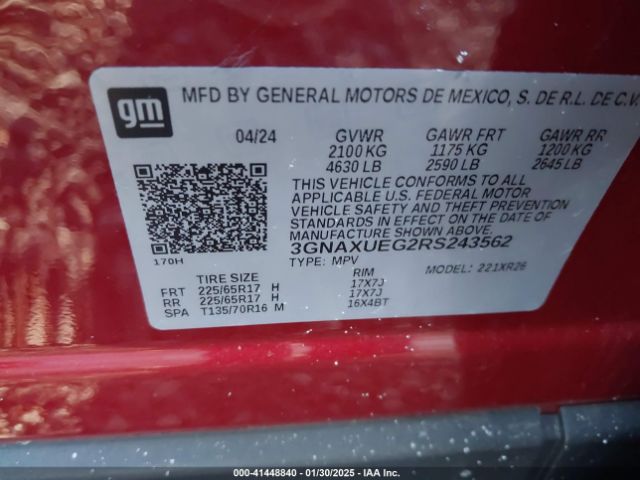 gm
MFD BY GENERAL MOTORS DE MEXICO, S. DE R.L. DE C.V.
04/24 GVWR GAWR FRT GAWR RR
2100 KG 1175 KG 1200 KG
4630 LB 2590 LB 2645 LB
THIS VEHICLE CONFORMS TO ALL
APPLICABLE U.S. FEDERAL MOTOR
VEHICLE SAFETY AND THEFT PREVENTION
STANDARDS IN EFFECT ON THE DATE OF
MANUFACTURE SHOWN ABOVE.
3GNAXUEG2RS243562
170H TYPE: MPV MODEL: 221XR26
TIRE SIZE RIM
FRT 225/65R17 H 17X7J
RR 225/65R17 H 17X7J
SPA T135/70R16 M 16X4BT
000-41448840 - 01/30/2025 - IAA Inc.